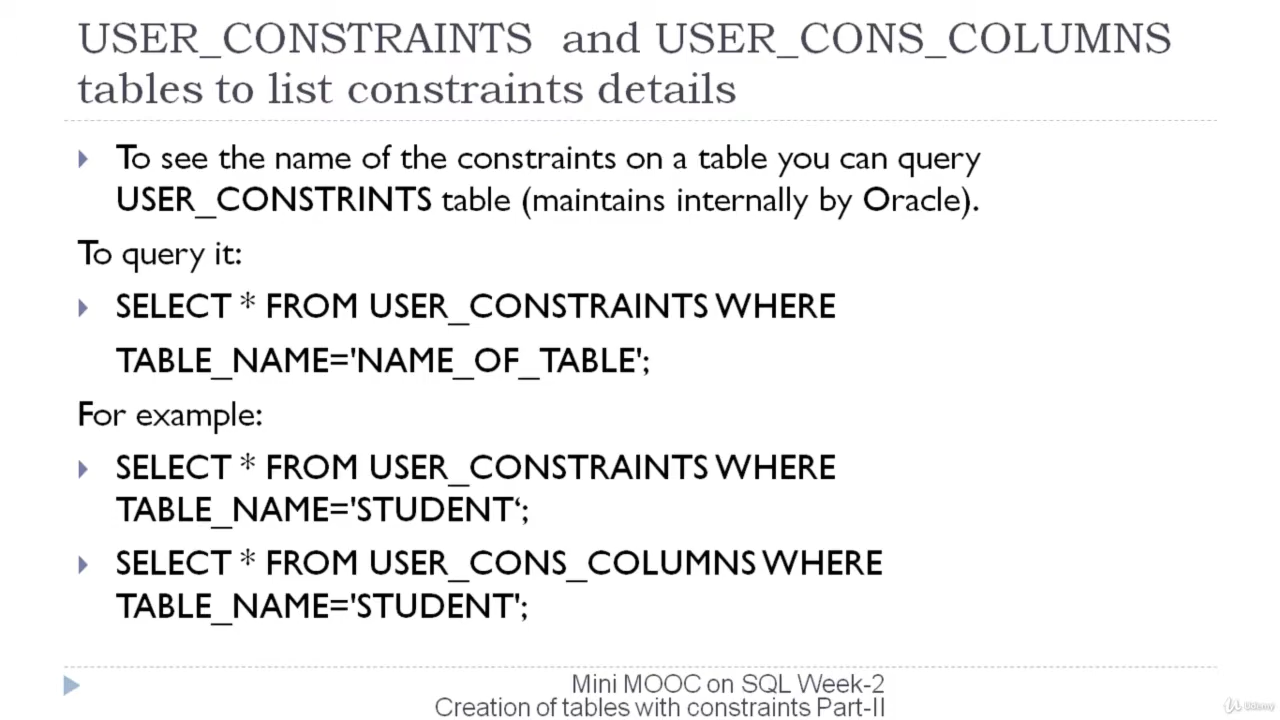 USER_CONSTRAINTS and USER_CONS_COLUMNS
tables to list constraints details
To see the name of the constraints on a table you can query
USER_CONSTRINTS table (maintains internally by Oracle).
To query it:
SELECT * FROM USER_CONSTRAINTS WHERE
TABLE_NAME='NAME_OF_TABLE';
For example:
SELECT * FROM USER_CONSTRAINTS WHERE
TABLE_NAME='STUDENT‘;
SELECT * FROM USER_CONS_COLUMNS WHERE
TABLE_NAME='STUDENT';
Mini MOOC on SQL Week-2
Creation of tables with constraints Part-II
Udemy